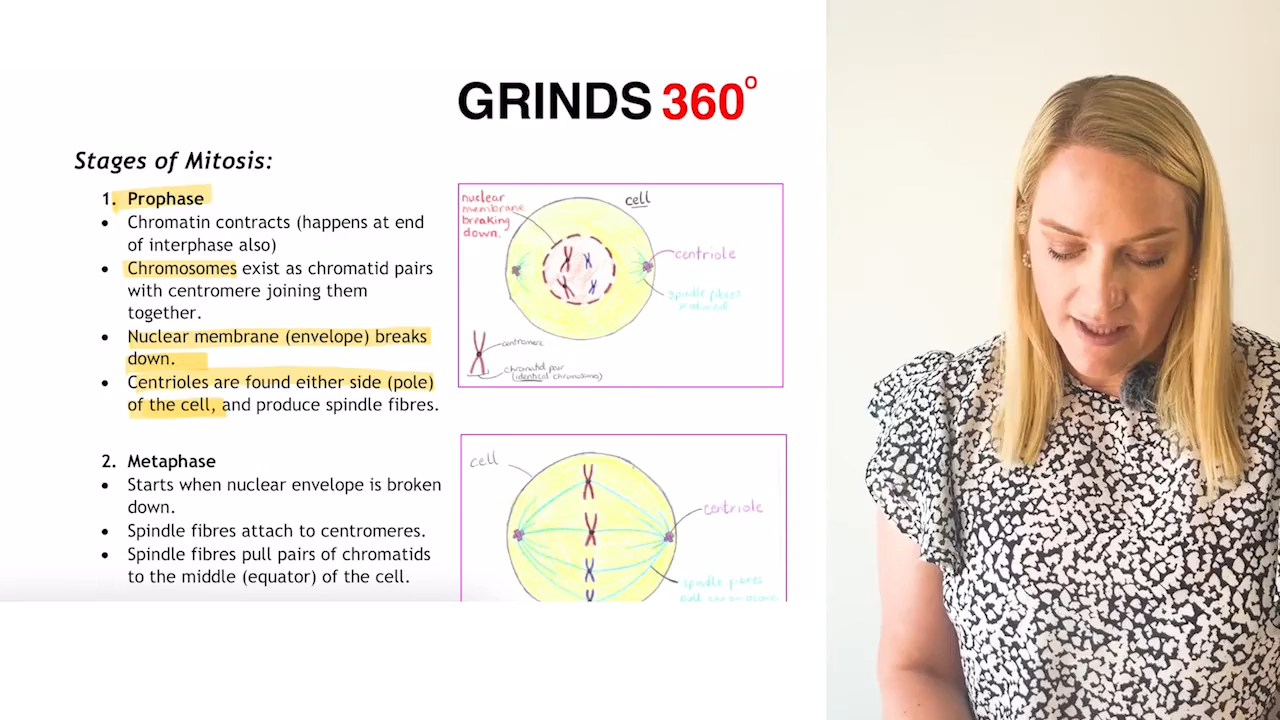 GRINDS 360°
Stages of Mitosis:
1. Prophase
• Chromatin contracts (happens at end
of interphase also)
• Chromosomes exist as chromatid pairs
with centromere joining them
together.
• Nuclear membrane (envelope) breaks
down.
• Centrioles are found either side (pole)
of the cell, and produce spindle fibres.
nuclear
membrane
breaking
down.
cell
centriole
spindle fibres
produced
centromere
chromatid pair
(identical chromosomes)
2. Metaphase
• Starts when nuclear envelope is broken
down.
• Spindle fibres attach to centromeres.
• Spindle fibres pull pairs of chromatids
to the middle (equator) of the cell.
cell
centriole
spindle fibres
pull